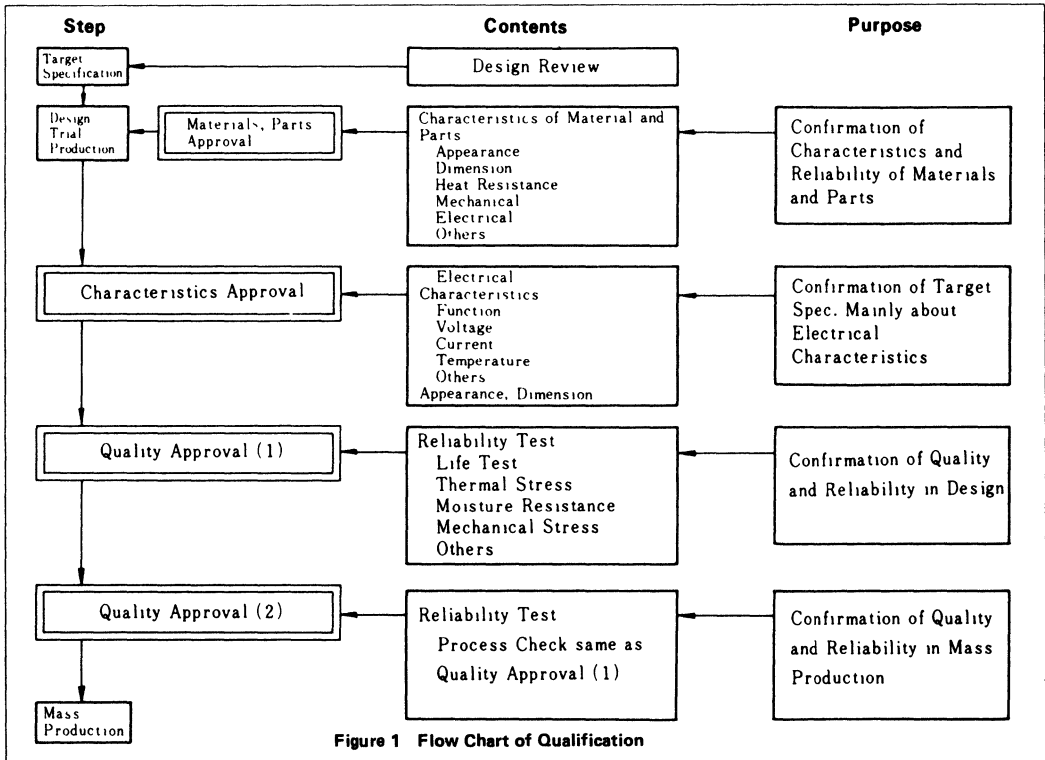 Step
Contents
Purpose
Target
Specification
Design Review
Design
Trial
Production
Materials, Parts
Approval
Characteristics of Material and
Parts
Appearance
Dimension
Heat Resistance
Mechanical
Electrical
Others
Confirmation of
Characteristics and
Reliability of Materials
and Parts
Characteristics Approval
Electrical
Characteristics
Function
Voltage
Current
Temperature
Others
Appearance, Dimension
Confirmation of Target
Spec. Mainly about
Electrical
Characteristics
Quality Approval (1)
Reliability Test
Life Test
Thermal Stress
Moisture Resistance
Mechanical Stress
Others
Confirmation of Quality
and Reliability in Design
Quality Approval (2)
Reliability Test
Process Check same as
Quality Approval (1)
Confirmation of Quality
and Reliability in Mass
Production
Mass
Production
Figure 1 Flow Chart of Qualification